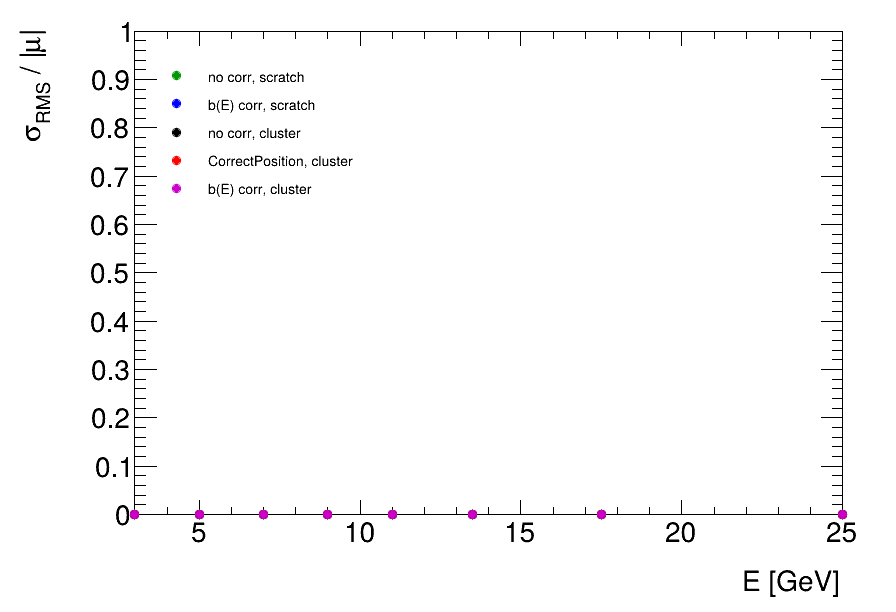 σRMS / |μ|
1
0.9
0.8
0.7
0.6
0.5
0.4
0.3
0.2
0.1
0
no corr, scratch
b(E) corr, scratch
no corr, cluster
CorrectPosition, cluster
b(E) corr, cluster
5 10 15 20 25
E [GeV]